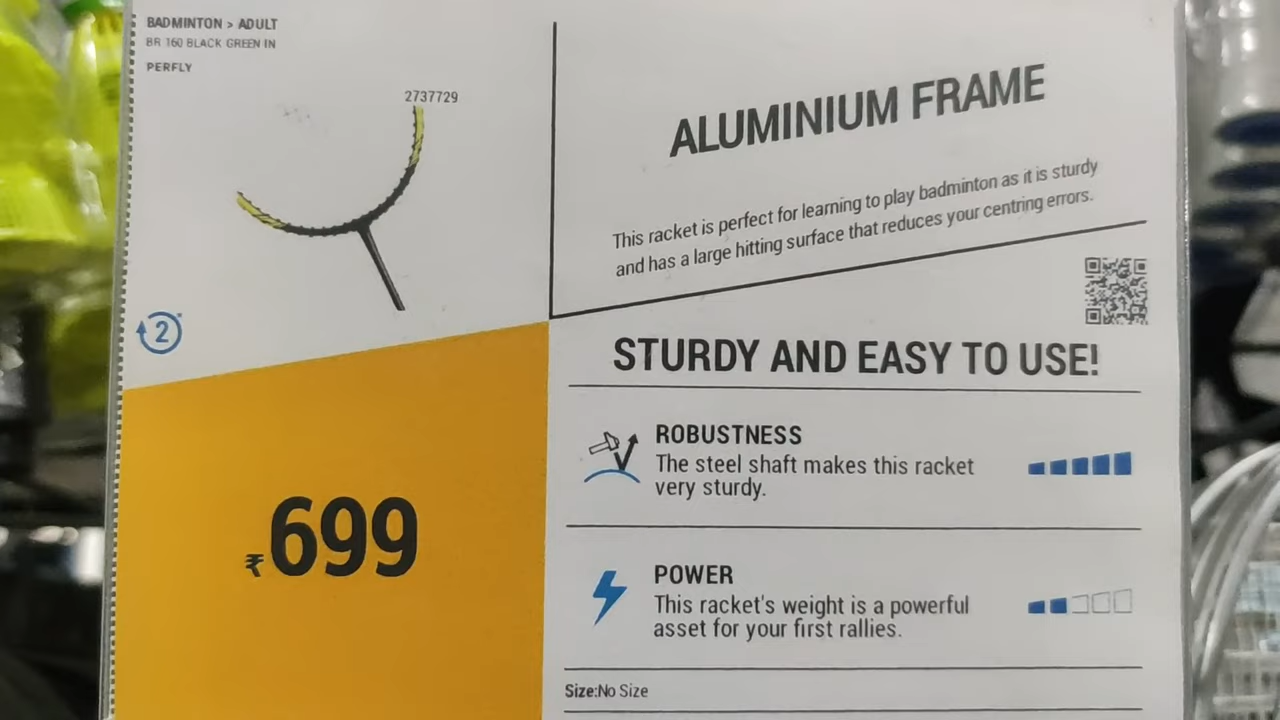 BADMINTON > ADULT
BR 160 BLACK GREEN IN
PERFLY
2737729
2
₹699
ALUMINIUM FRAME
This racket is perfect for learning to play badminton as it is sturdy
and has a large hitting surface that reduces your centring errors.
STURDY AND EASY TO USE!
ROBUSTNESS
The steel shaft makes this racket
very sturdy.
POWER
This racket's weight is a powerful
asset for your first rallies.
Size:No Size